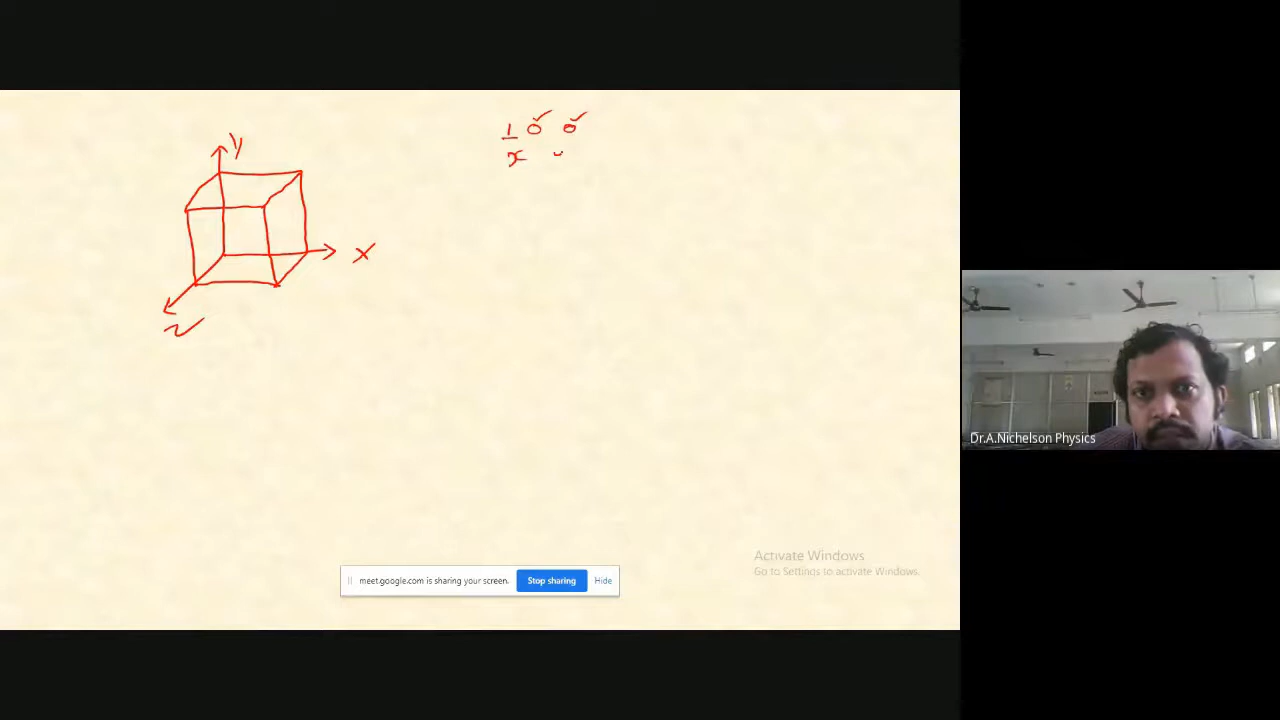 1 0 0
x
y
x
z
meet.google.com is sharing your screen.
Stop sharing
Hide
Activate Windows
Go to Settings to activate Windows.
Dr.A.Nichelson Physics